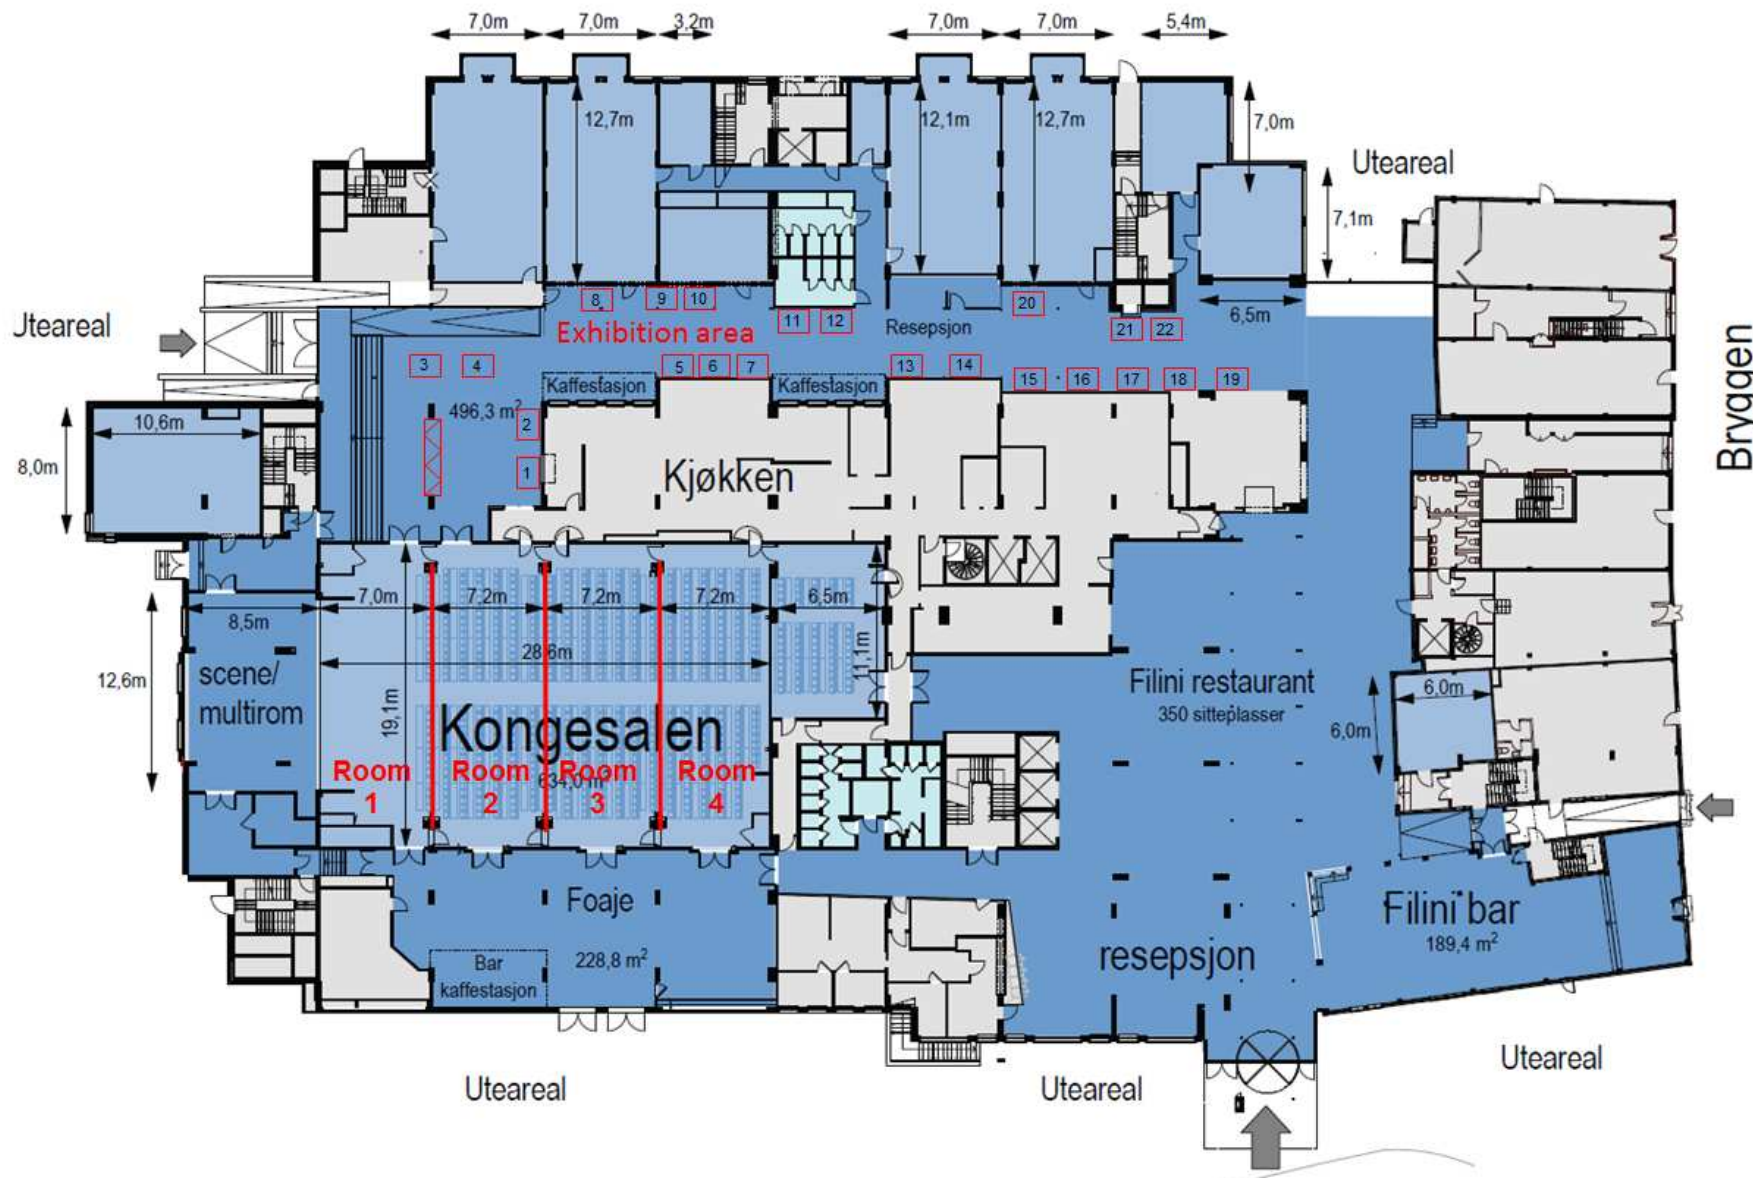 7,0m
7,0m
3,2m
7,0m
7,0m
5,4m
12,7m
12,1m
12,7m
7,0m
Uteareal
7,1m
8
9
10
20
6,5m
11
12
Resepsjon
21
22
Jteareal
Exhibition area
3
4
5
6
7
13
14
15
16
17
18
19
Kaffestasjon
Kaffestasjon
Bryggen
496,3 m²
2
10,6m
8,0m
1
Kjøkken
7,0m
7,2m
7,2m
7,2m
6,5m
8,5m
28,6m
11,1m
12,6m
scene/
multirom
19,1m
Kongesalen
634,0 m²
Room
1
Room
2
Room
3
Room
4
Filini restaurant
350 sitteplasser
6,0m
6,0m
Foaje
228,8 m²
Bar
kaffestasjon
resepsjon
Filini bar
189,4 m²
Uteareal
Uteareal
Uteareal